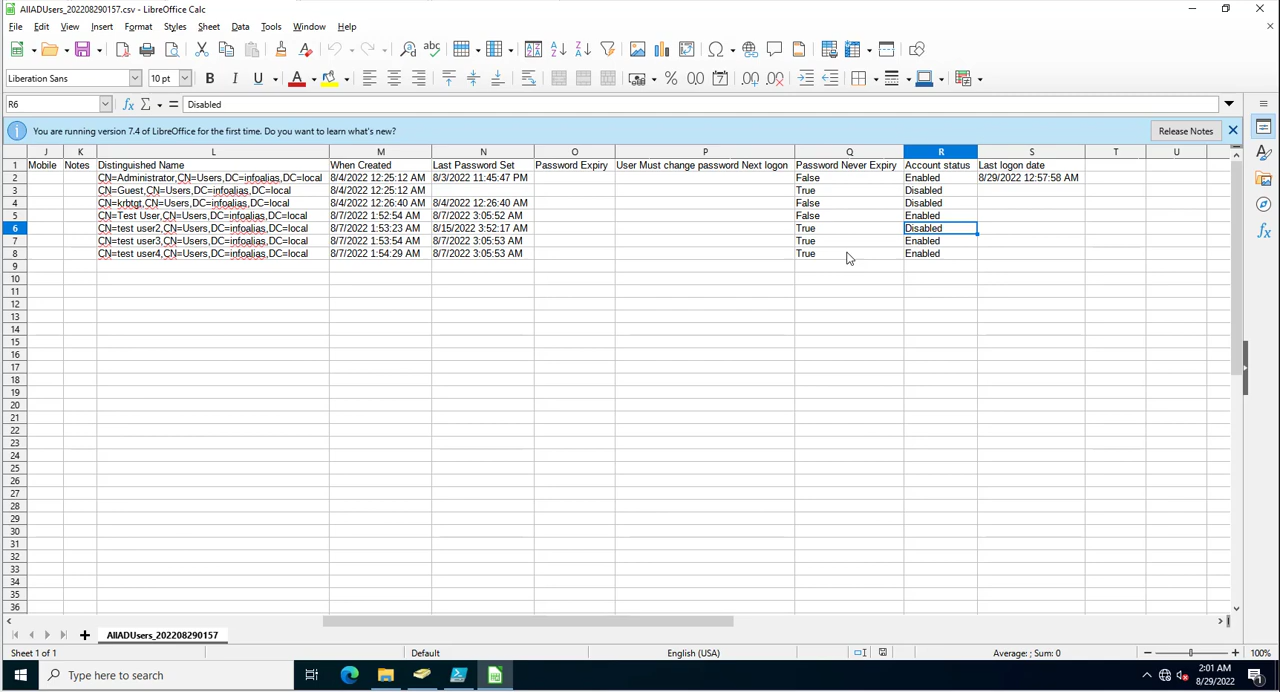 AllADUsers_202208290157.csv - LibreOffice Calc
File Edit View Insert Format Styles Sheet Data Tools Window Help
Liberation Sans 10 pt
R6 Disabled
You are running version 7.4 of LibreOffice for the first time. Do you want to learn what's new? Release Notes
J K L M N O P Q R S T U
1 Mobile Notes Distinguished Name When Created Last Password Set Password Expiry User Must change password Next logon Password Never Expiry Account status Last logon date
2 CN=Administrator,CN=Users,DC=infoalias,DC=local 8/4/2022 12:25:12 AM 8/3/2022 11:45:47 PM False Enabled 8/29/2022 12:57:58 AM
3 CN=Guest,CN=Users,DC=infoalias,DC=local 8/4/2022 12:25:12 AM True Disabled
4 CN=krbtgt,CN=Users,DC=infoalias,DC=local 8/4/2022 12:26:40 AM 8/4/2022 12:26:40 AM False Disabled
5 CN=Test User,CN=Users,DC=infoalias,DC=local 8/7/2022 1:52:54 AM 8/7/2022 3:05:52 AM False Enabled
6 CN=test user2,CN=Users,DC=infoalias,DC=local 8/7/2022 1:53:23 AM 8/15/2022 3:52:17 AM True Disabled
7 CN=test user3,CN=Users,DC=infoalias,DC=local 8/7/2022 1:53:54 AM 8/7/2022 3:05:53 AM True Enabled
8 CN=test user4,CN=Users,DC=infoalias,DC=local 8/7/2022 1:54:29 AM 8/7/2022 3:05:53 AM True Enabled
9
10
11
12
13
14
15
16
17
18
19
20
21
22
23
24
25
26
27
28
29
30
31
32
33
34
35
36
AllADUsers_202208290157
Sheet 1 of 1 Default English (USA) Average: ; Sum: 0 100%
Type here to search 2:01 AM
8/29/2022 1